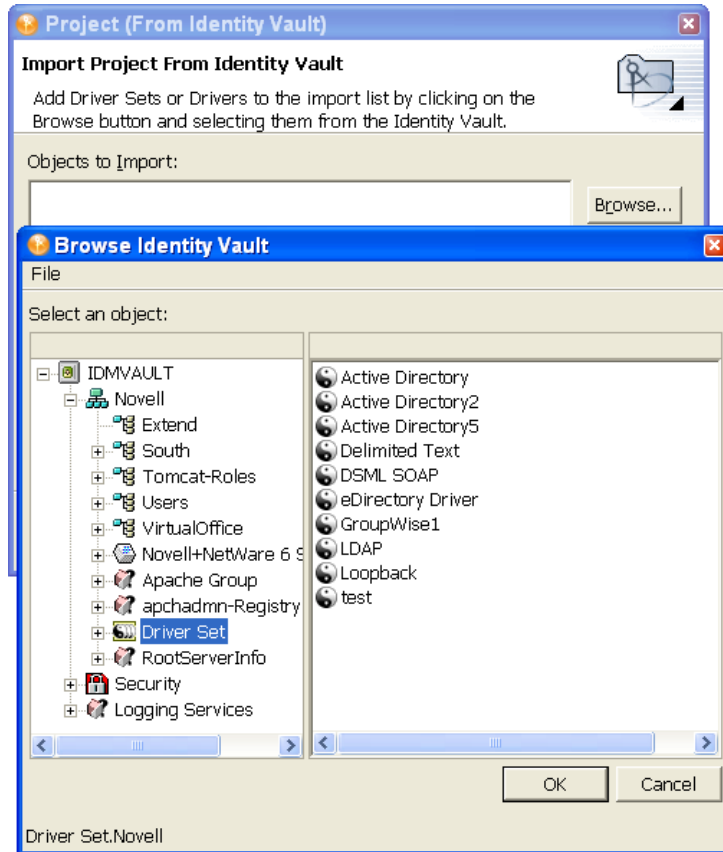 Project (From Identity Vault)
Import Project From Identity Vault
Add Driver Sets or Drivers to the import list by clicking on the
Browse button and selecting them from the Identity Vault.
Objects to Import:
Browse...
Browse Identity Vault
File
Select an object:
IDMVAULT
Novell
Extend
South
Tomcat-Roles
Users
VirtualOffice
Novell+NetWare 6 S
Apache Group
apchadmn-Registry
Driver Set
RootServerInfo
Security
Logging Services
Active Directory
Active Directory2
Active Directory5
Delimited Text
DSML SOAP
eDirectory Driver
GroupWise1
LDAP
Loopback
test
OK
Cancel
Driver Set.Novell